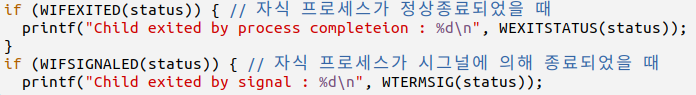 if (WIFEXITED(status)) { // 자식 프로세스가 정상종료되었을 때
  printf("Child exited by process completeion : %d\n", WEXITSTATUS(status));
}
if (WIFSIGNALED(status)) { // 자식 프로세스가 시그널에 의해 종료되었을 때
  printf("Child exited by signal : %d\n", WTERMSIG(status));